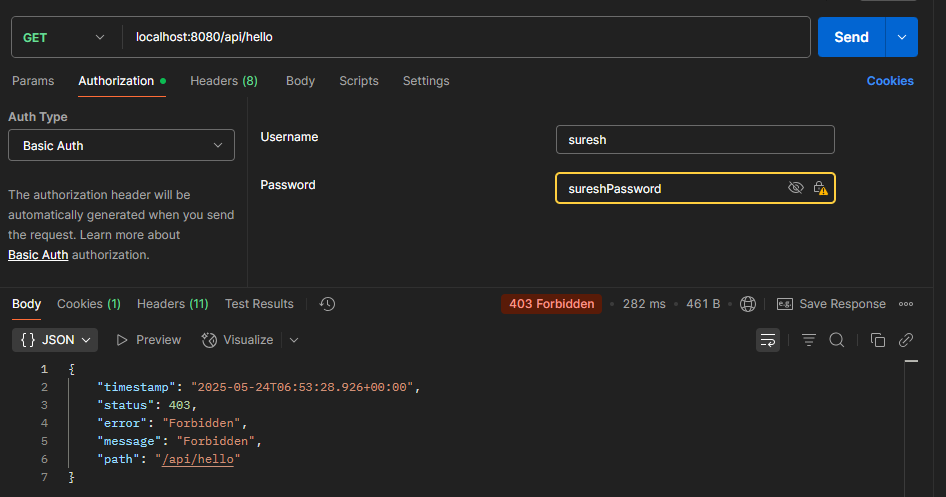 GET localhost:8080/api/hello Send
Params Authorization Headers (8) Body Scripts Settings Cookies
Auth Type
Basic Auth
The authorization header will be
automatically generated when you send
the request. Learn more about
Basic Auth authorization.
Username suresh
Password sureshPassword
Body Cookies (1) Headers (11) Test Results 403 Forbidden • 282 ms • 461 B e.g. Save Response
{} JSON Preview Visualize
1 {
2 "timestamp": "2025-05-24T06:53:28.926+00:00",
3 "status": 403,
4 "error": "Forbidden",
5 "message": "Forbidden",
6 "path": "/api/hello"
7 }